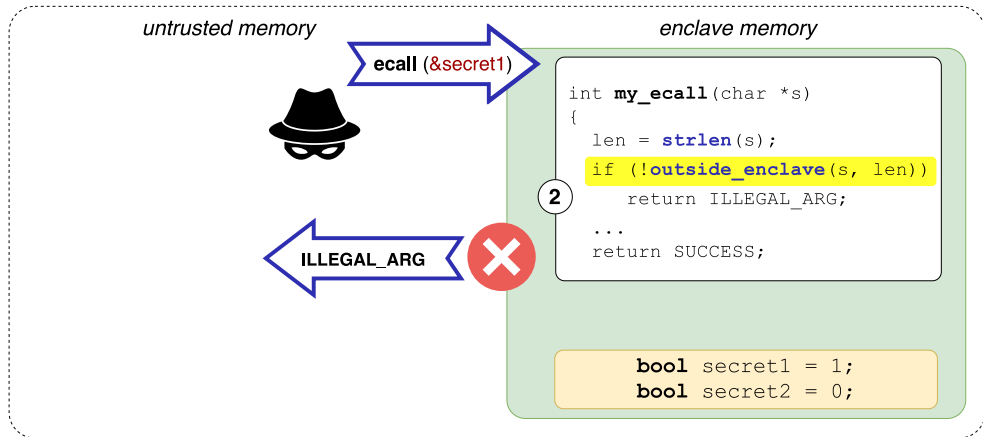 untrusted memory
enclave memory
ecall (&secret1)
int my_ecall(char *s)
{
len = strlen(s);
if (!outside_enclave(s, len))
2
return ILLEGAL_ARG;
...
return SUCCESS;
ILLEGAL_ARG
bool secret1 = 1;
bool secret2 = 0;